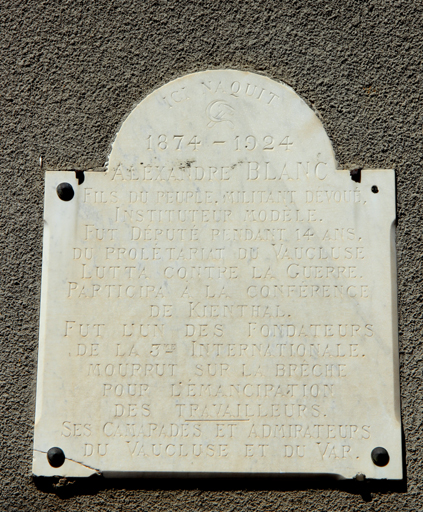 ICI NAQUIT
1874-1924
ALEXANDRE BLANC
FILS DU PEUPLE. MILITANT DÉVOUÉ,
INSTITUTEUR MODÈLE.
FUT DÉPUTÉ PENDANT 14 ANS.
DU PROLÉTARIAT DU VAUCLUSE
LUTTA CONTRE LA GUERRE.
PARTICIPA A LA CONFÉRENCE
DE KIENTHAL.
FUT L'UN DES FONDATEURS
DE LA 3ME INTERNATIONALE.
MOURRUT SUR LA BRÈCHE
POUR L'ÉMANCIPATION
DES TRAVAILLEURS.
SES CAMARADES ET ADMIRATEURS
DU VAUCLUSE ET DU VAR.